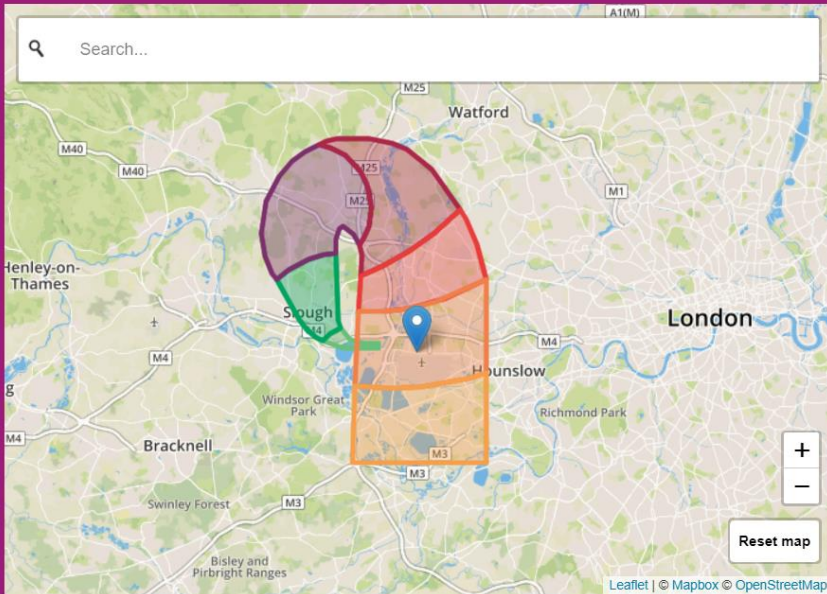 A1(M)
Search...
M25
Watford
M40
M40
M25
M25
M1
Henley-on-
Thames
Slough
M4
London
M4
M4
Hounslow
Windsor Great
Park
Richmond Park
M4
Bracknell
M3
M3
+
−
Swinley Forest
M3
Reset map
Bisley and
Pirbright Ranges
Leaflet | © Mapbox © OpenStreetMap